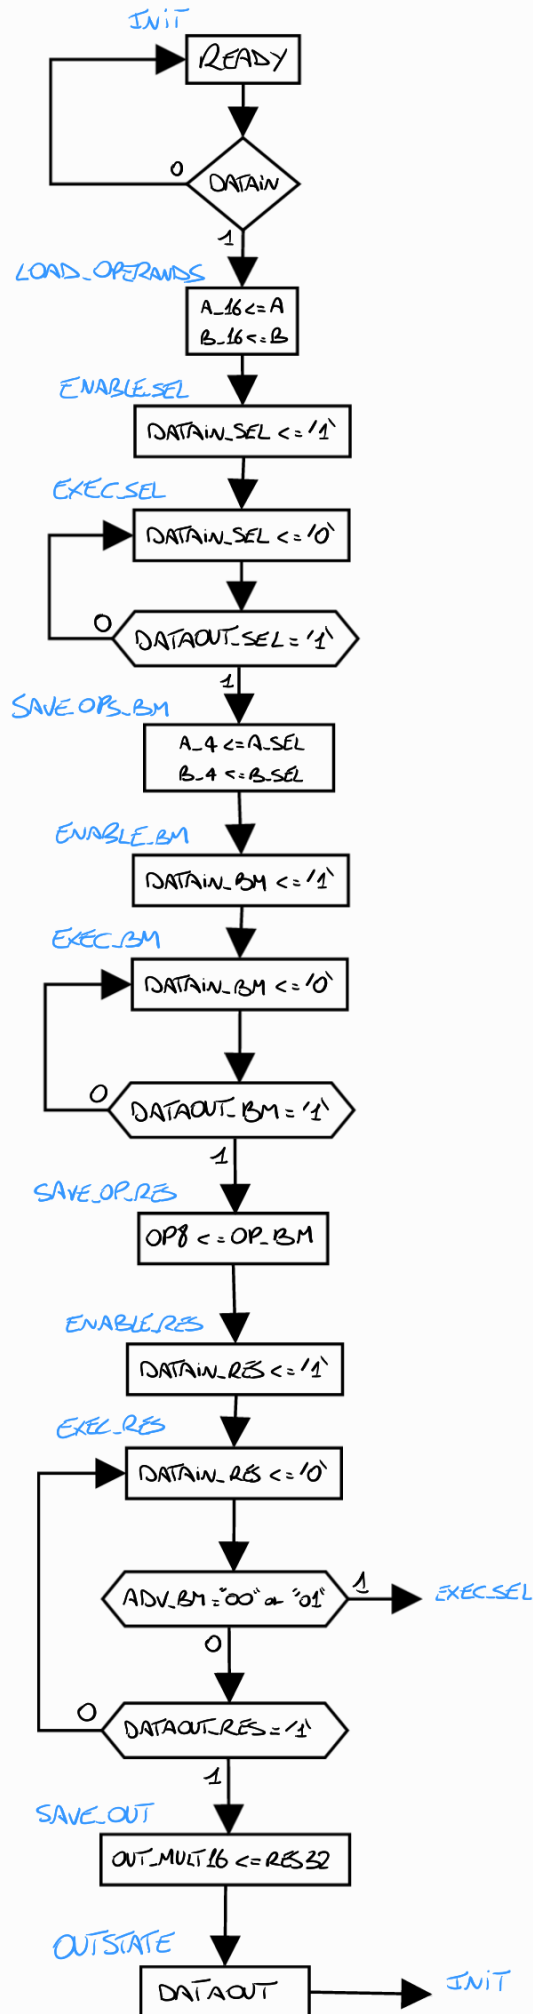 INIT
READY
0
DATAIN
1
LOAD_OPERANDS
A_16<=A
B_16<=B
ENABLE_SEL
DATAIN_SEL <= '1'
EXEC_SEL
DATAIN_SEL <= '0'
0
DATAOUT_SEL = '1'
1
SAVE_OPS_BM
A_4 <= A_SEL
B_4 <= B_SEL
ENABLE_BM
DATAIN_BM <= '1'
EXEC_BM
DATAIN_BM <= '0'
0
DATAOUT_BM = '1'
1
SAVE_OP_RES
OP8 <= OP_BM
ENABLE_RES
DATAIN_RES <= '1'
EXEC_RES
DATAIN_RES <= '0'
ADV_BM = "00" or "01"
1
EXEC_SEL
0
0
DATAOUT_RES = '1'
1
SAVE_OUT
OUT_MULT16 <= RES32
OUTSTATE
DATAOUT
INIT